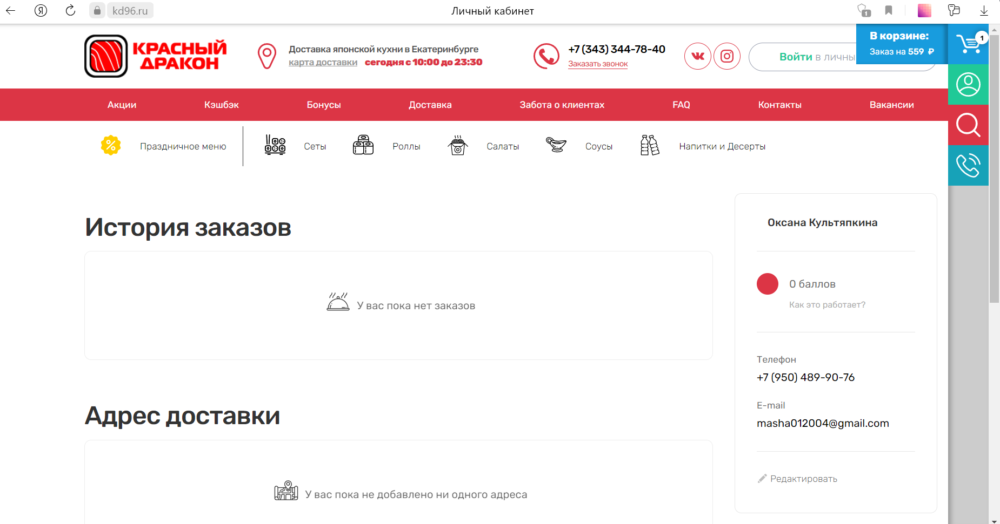 Я kd96.ru Личный кабинет 1
КРАСНЫЙ
ДРАКОН
Доставка японской кухни в Екатеринбурге
карта доставки сегодня с 10:00 до 23:30
+7 (343) 344-78-40
Заказать звонок
Войти в личны
В корзине:
Заказ на 559 ₽
1
Акции Кэшбэк Бонусы Доставка Забота о клиентах FAQ Контакты Вакансии
% Праздничное меню Сеты Роллы Салаты Соусы Напитки и Десерты
История заказов
У вас пока нет заказов
Адрес доставки
У вас пока не добавлено ни одного адреса
Оксана Культяпкина
0 баллов
Как это работает?
Телефон
+7 (950) 489-90-76
E-mail
masha012004@gmail.com
Редактировать